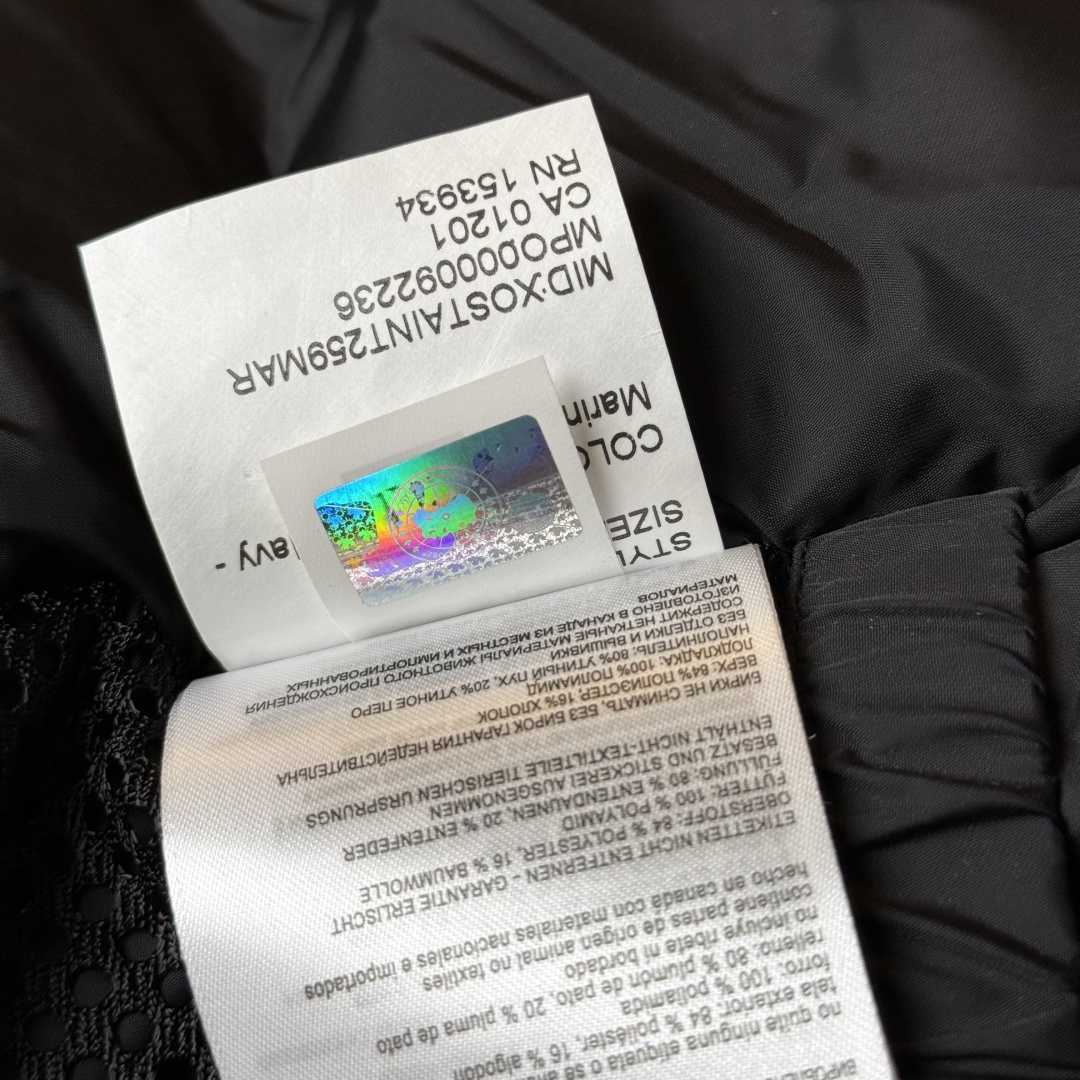 no quite ninguna etiqueta o se
tela exterior, 84 % poliéster, 16 % algodón
forro: 100 % poliamida
relleno: 80 % plumón de pato, 20 % pluma de pato
no incluye ribete ni bordado
contiene partes de origen animal no textiles
hecho en canadá con materiales nacionales e importados
ETIKETTEN NICHT ENTFERNEN - GARANTIE ERLISCHT
OBERSTOFF: 84 % POLYESTER, 16 % BAUMWOLLE
FUTTER: 100 % POLYAMID
FÜLLUNG: 80 % ENTENDAUNEN, 20 % ENTENFEDER
BESATZ UND STICKEREI AUSGENOMMEN
ENTHÄLT NICHT-TEXTILTEILE TIERISCHEN URSPRUNGS
БИРКИ НЕ СНИМАТЬ, БЕЗ БИРОК ГАРАНТИЯ НЕДЕЙСТВИТЕЛЬНА
ВЕРХ: 84% ПОЛИЭСТЕР, 16% ХЛОПОК
ПОДКЛАДКА: 100% ПОЛИАМИД
НАПОЛНИТЕЛЬ: 80% УТИНЫЙ ПУХ, 20% УТИНОЕ ПЕРО
БЕЗ ОТДЕЛКИ И ВЫШИВКИ
СОДЕРЖИТ НЕТКАНЫЕ МАТЕРИАЛЫ ЖИВОТНОГО ПРОИСХОЖДЕНИЯ
ИЗГОТОВЛЕНО В КАНАДЕ ИЗ МЕСТНЫХ И ИМПОРТИРОВАННЫХ
МАТЕРИАЛОВ
STYL
SIZE
COLO avy -
Marin
MID:XOSTAINT259MAR
MPO0000092236
CA 01201
RN 153934